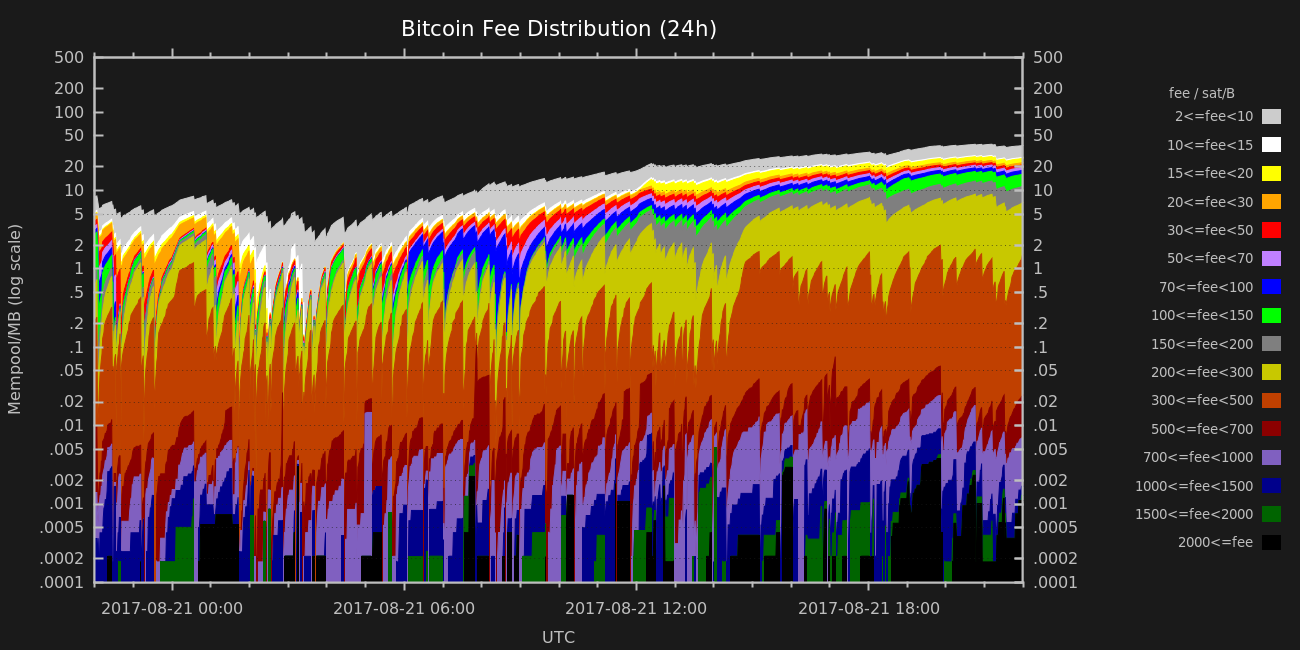 Bitcoin Fee Distribution (24h)
500
200
100
50
20
10
5
2
1
.5
.2
.1
.05
.02
.01
.005
.002
.001
.0005
.0002
.0001
Mempool/MB (log scale)
500
200
100
50
20
10
5
2
1
.5
.2
.1
.05
.02
.01
.005
.002
.001
.0005
.0002
.0001
2017-08-21 00:00 2017-08-21 06:00 2017-08-21 12:00 2017-08-21 18:00
UTC
fee / sat/B
2<=fee<10
10<=fee<15
15<=fee<20
20<=fee<30
30<=fee<50
50<=fee<70
70<=fee<100
100<=fee<150
150<=fee<200
200<=fee<300
300<=fee<500
500<=fee<700
700<=fee<1000
1000<=fee<1500
1500<=fee<2000
2000<=fee